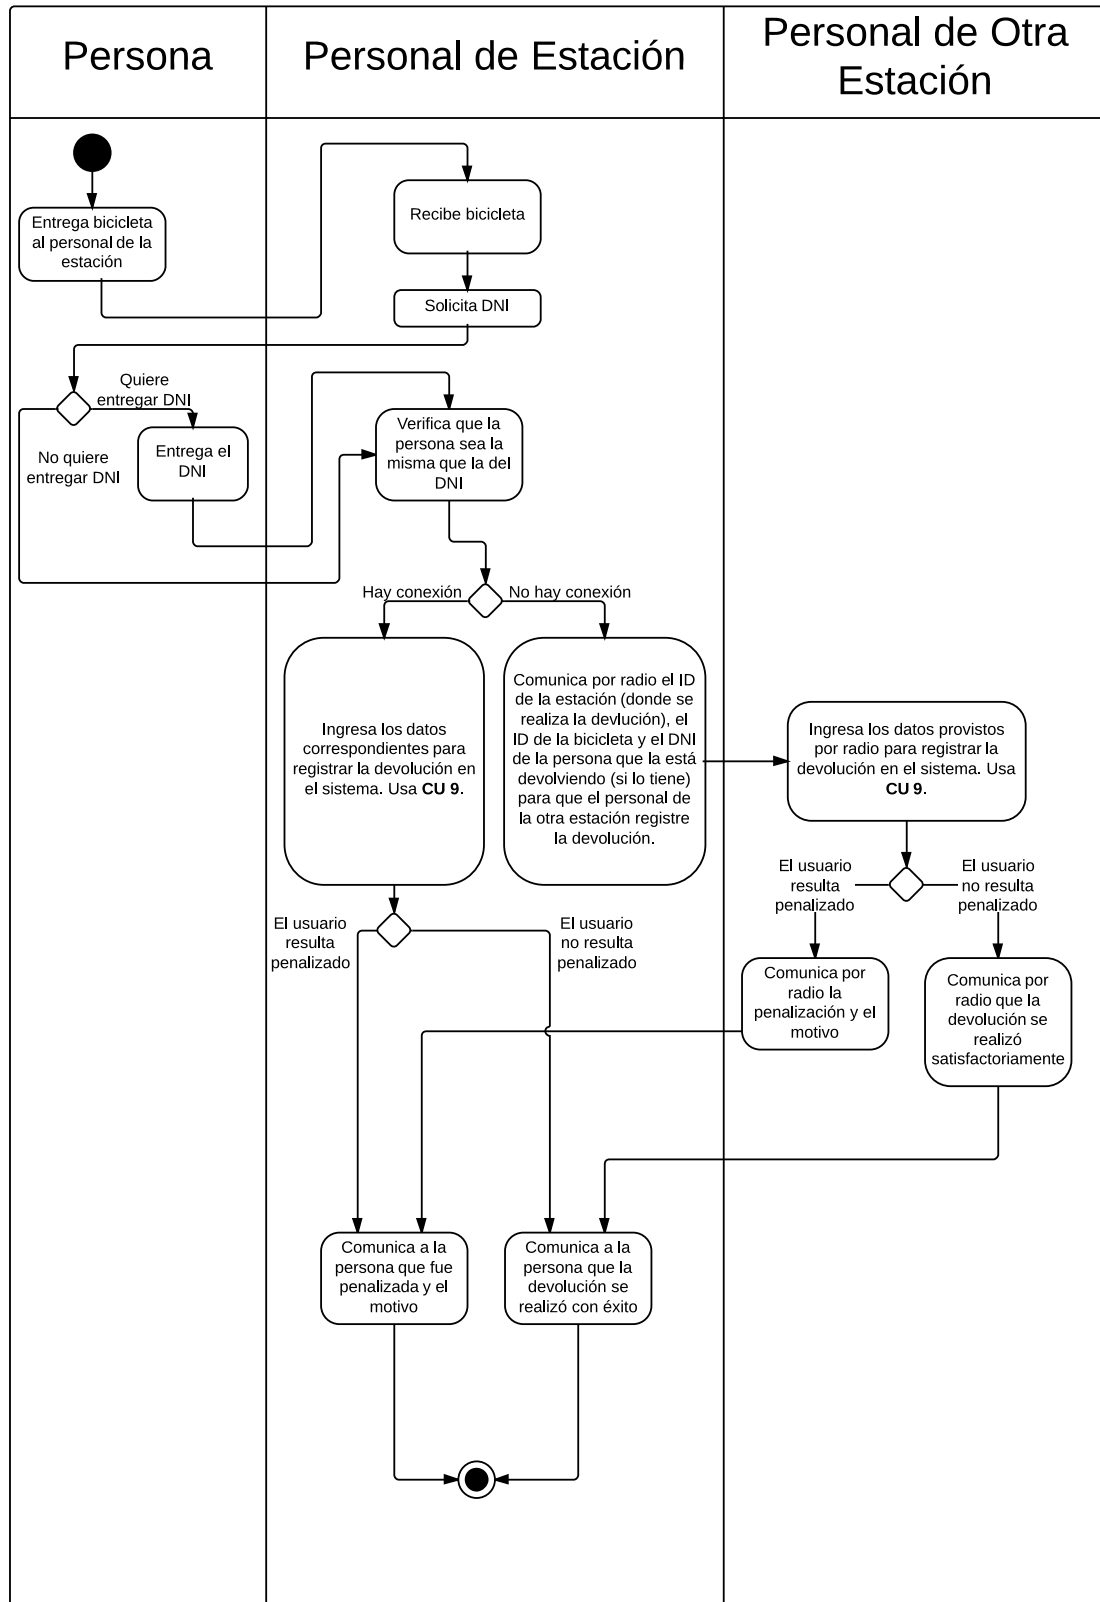 Persona
Personal de Estación
Personal de Otra
Estación
Entrega bicicleta
al personal de la
estación
Recibe bicicleta
Solicita DNI
Quiere
entregar DNI
No quiere
entregar DNI
Entrega el
DNI
Verifica que la
persona sea la
misma que la del
DNI
Hay conexión
No hay conexión
Ingresa los datos
correspondientes para
registrar la devolución en
el sistema. Usa CU 9.
Comunica por radio el ID
de la estación (donde se
realiza la devlución), el
ID de la bicicleta y el DNI
de la persona que la está
devolviendo (si lo tiene)
para que el personal de
la otra estación registre
la devolución.
Ingresa los datos provistos
por radio para registrar la
devolución en el sistema. Usa
CU 9.
El usuario
resulta
penalizado
El usuario
no resulta
penalizado
El usuario
resulta
penalizado
El usuario
no resulta
penalizado
Comunica por
radio la
penalización y el
motivo
Comunica por
radio que la
devolución se
realizó
satisfactoriamente
Comunica a la
persona que fue
penalizada y el
motivo
Comunica a la
persona que la
devolución se
realizó con éxito